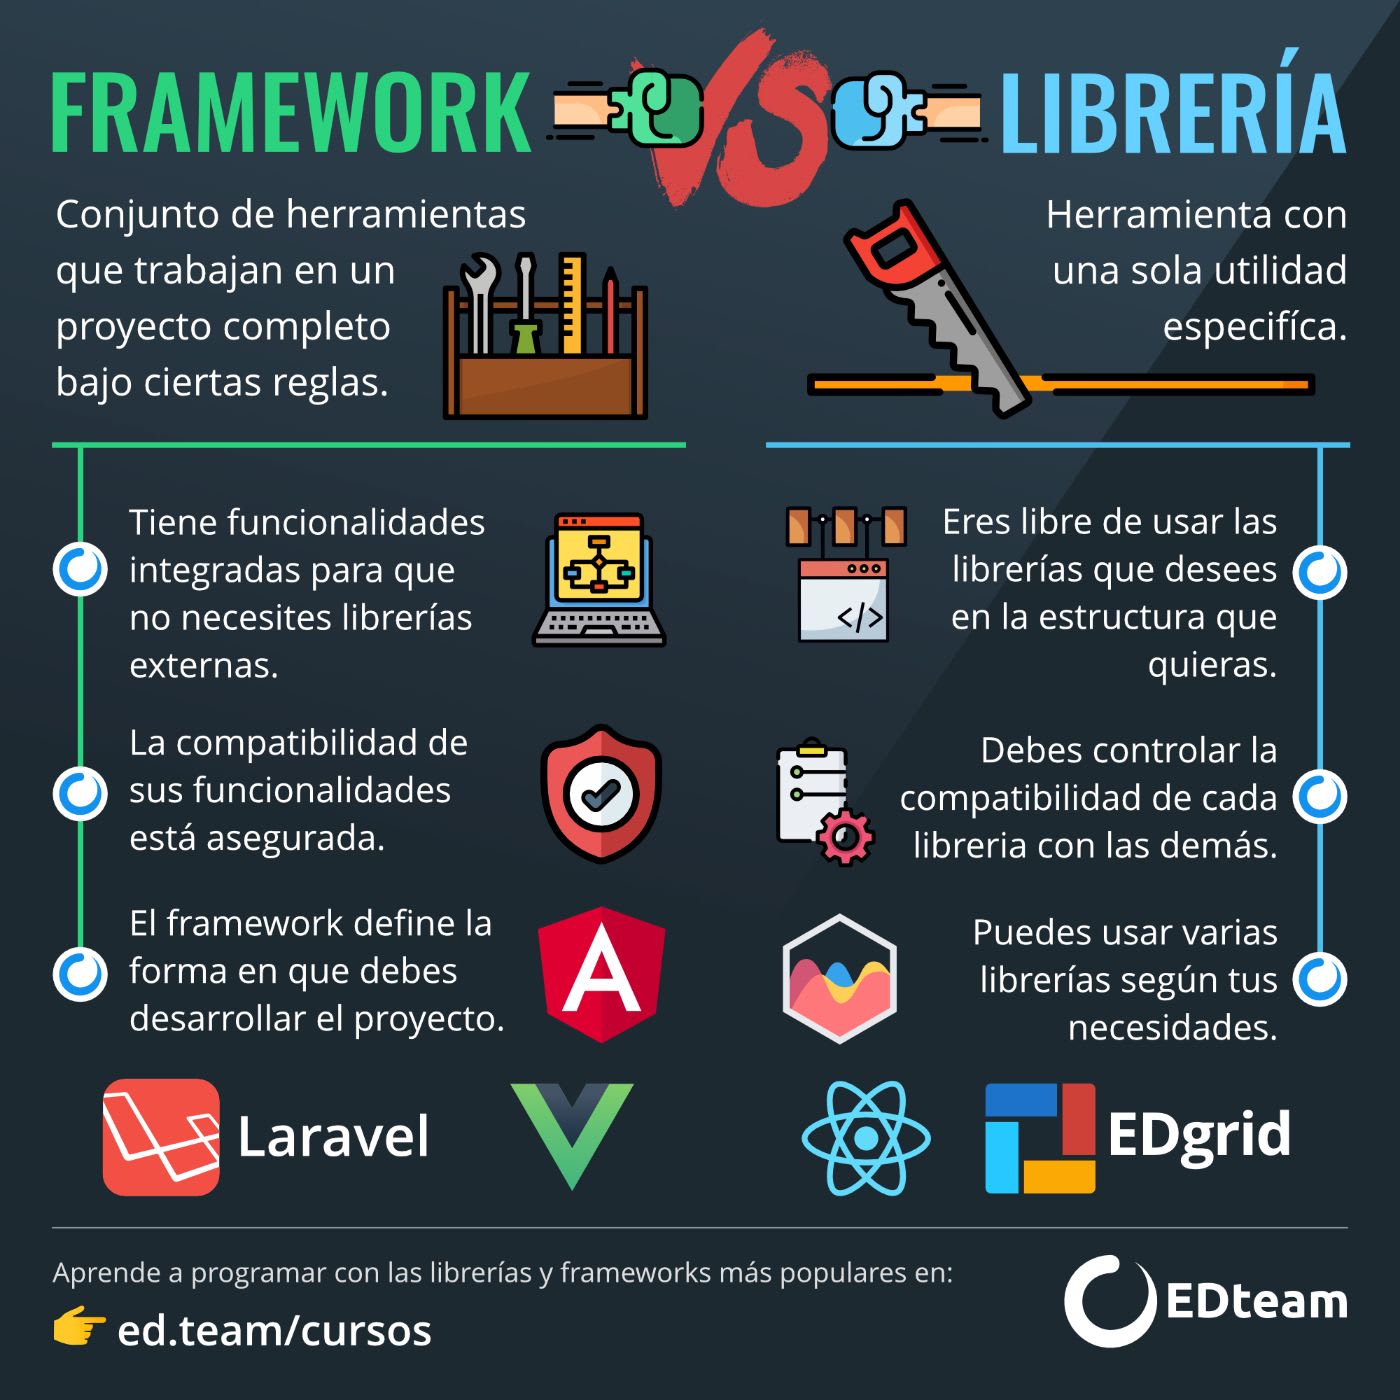 FRAMEWORK
VS
LIBRERÍA
Conjunto de herramientas
que trabajan en un
proyecto completo
bajo ciertas reglas.
Herramienta con
una sola utilidad
especifíca.
Tiene funcionalidades
integradas para que
no necesites librerías
externas.
Eres libre de usar las
librerías que desees
en la estructura que
quieras.
</>
La compatibilidad de
sus funcionalidades
está asegurada.
Debes controlar la
compatibilidad de cada
libreria con las demás.
El framework define la
forma en que debes
desarrollar el proyecto.
A
Puedes usar varias
librerías según tus
necesidades.
Laravel
EDgrid
Aprende a programar con las librerías y frameworks más populares en:
ed.team/cursos
EDteam